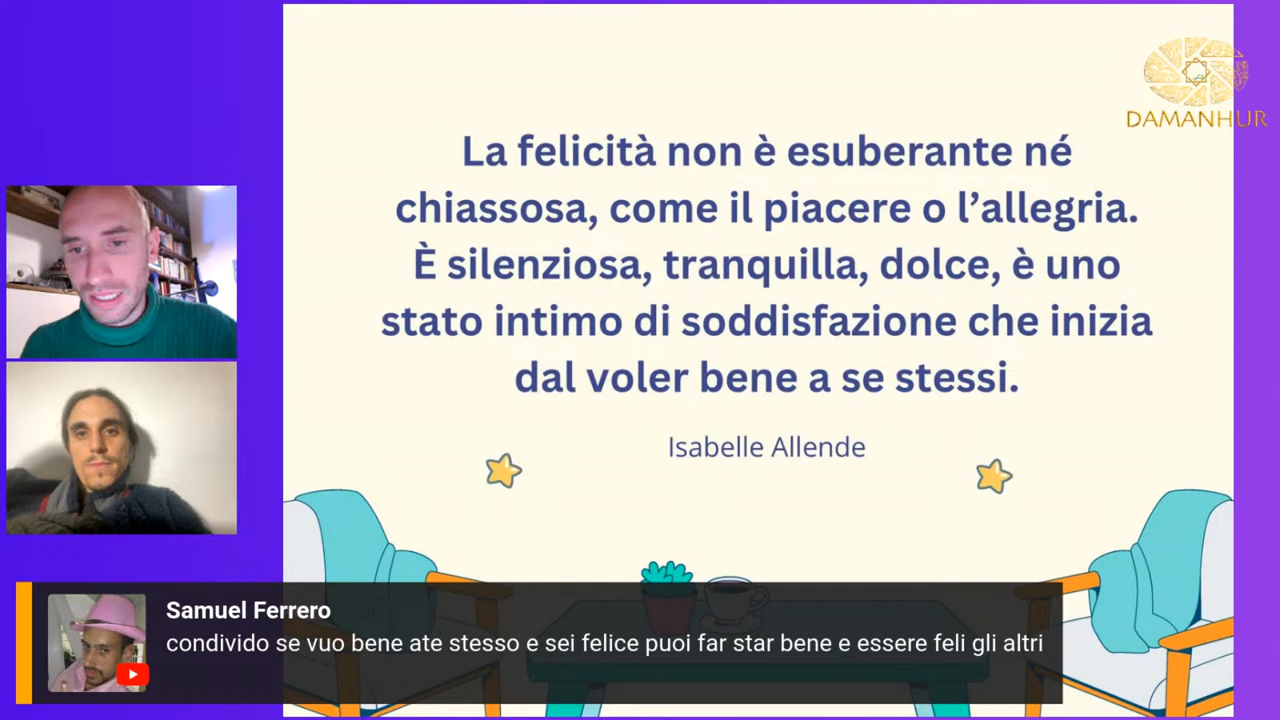 DAMANHUR
La felicità non è esuberante né
chiassosa, come il piacere o l’allegria.
È silenziosa, tranquilla, dolce, è uno
stato intimo di soddisfazione che inizia
dal voler bene a se stessi.
Isabelle Allende
Samuel Ferrero
condivido se vuo bene ate stesso e sei felice puoi far star bene e essere feli gli altri